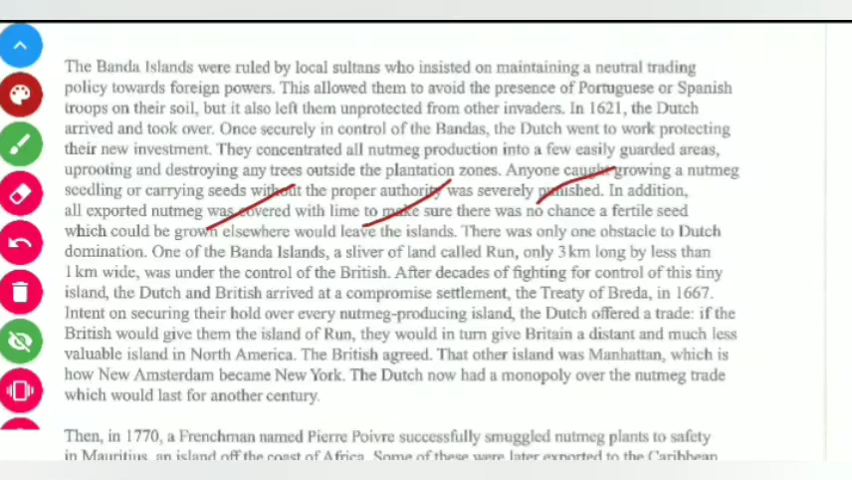 The Banda Islands were ruled by local sultans who insisted on maintaining a neutral trading
policy towards foreign powers. This allowed them to avoid the presence of Portuguese or Spanish
troops on their soil, but it also left them unprotected from other invaders. In 1621, the Dutch
arrived and took over. Once securely in control of the Bandas, the Dutch went to work protecting
their new investment. They concentrated all nutmeg production into a few easily guarded areas,
uprooting and destroying any trees outside the plantation zones. Anyone caught growing a nutmeg
seedling or carrying seeds without the proper authority was severely punished. In addition,
all exported nutmeg was covered with lime to make sure there was no chance a fertile seed
which could be grown elsewhere would leave the islands. There was only one obstacle to Dutch
domination. One of the Banda Islands, a sliver of land called Run, only 3 km long by less than
1 km wide, was under the control of the British. After decades of fighting for control of this tiny
island, the Dutch and British arrived at a compromise settlement, the Treaty of Breda, in 1667.
Intent on securing their hold over every nutmeg-producing island, the Dutch offered a trade: if the
British would give them the island of Run, they would in turn give Britain a distant and much less
valuable island in North America. The British agreed. That other island was Manhattan, which is
how New Amsterdam became New York. The Dutch now had a monopoly over the nutmeg trade
which would last for another century.
Then, in 1770, a Frenchman named Pierre Poivre successfully smuggled nutmeg plants to safety
in Mauritius, an island off the coast of Africa. Some of these were later exported to the Caribbean